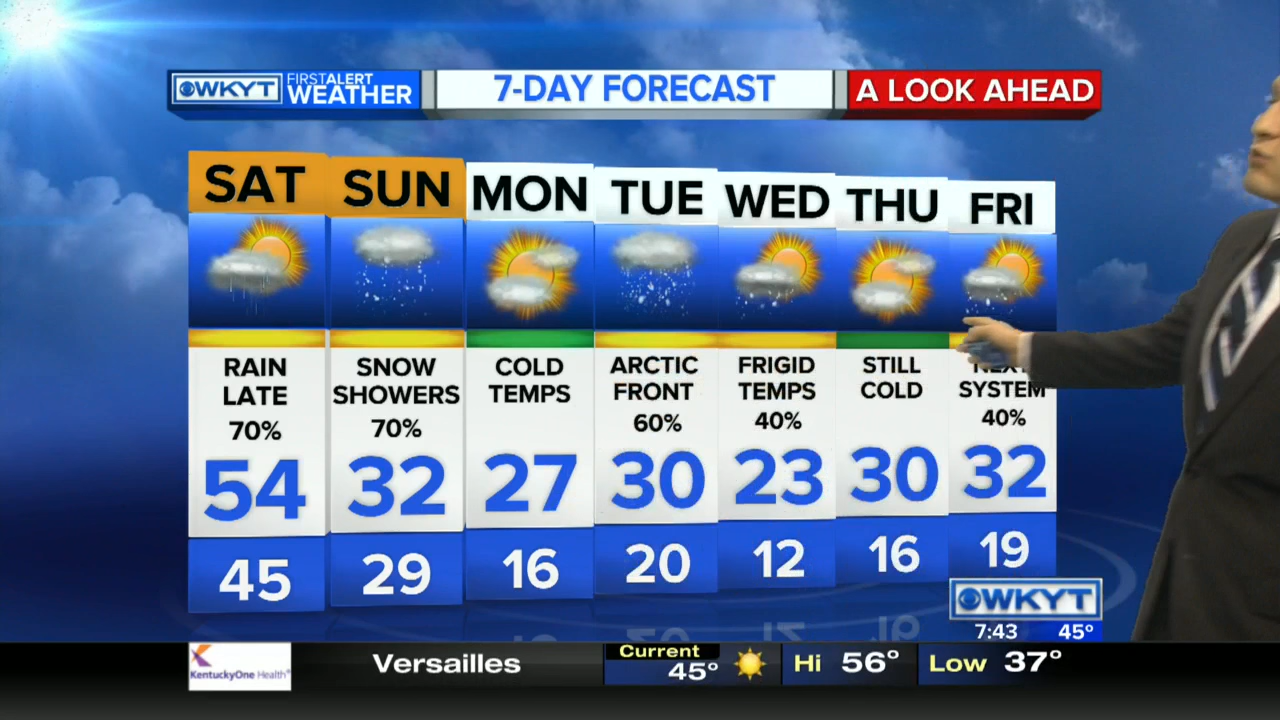 WKYT FIRST ALERT WEATHER
7-DAY FORECAST
A LOOK AHEAD
SAT
RAIN
LATE
70%
54
45
SUN
SNOW
SHOWERS
70%
32
29
MON
COLD
TEMPS
27
16
TUE
ARCTIC
FRONT
60%
30
20
WED
FRIGID
TEMPS
40%
23
12
THU
STILL
COLD
30
16
FRI
NEXT
SYSTEM
40%
32
19
WKYT
7:43 45°
KentuckyOne Health®
Versailles
Current
45°
Hi 56°
Low 37°